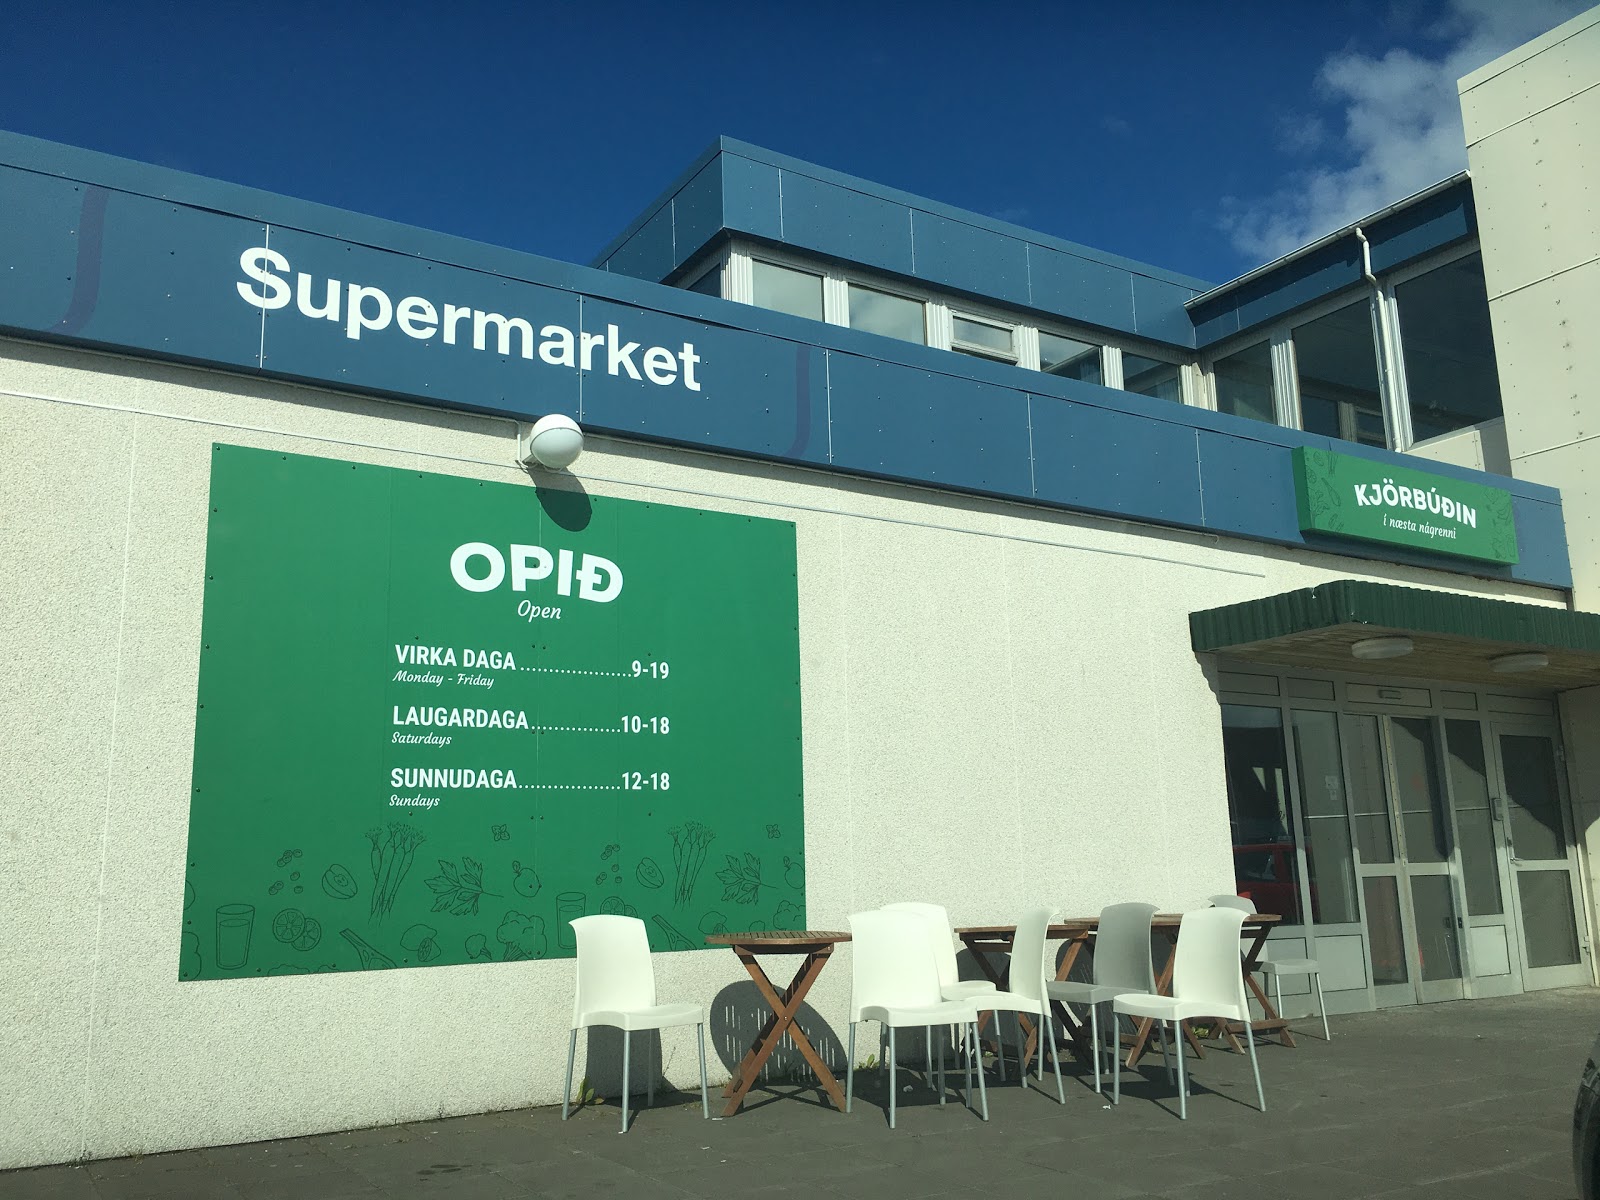 Supermarket
OPIÐ
Open
VIRKA DAGA ....................9-19
Monday - Friday
LAUGARDAGA................10-18
Saturdays
SUNNUDAGA..................12-18
Sundays
KJÖRBÚÐIN
í næsta nágrenni